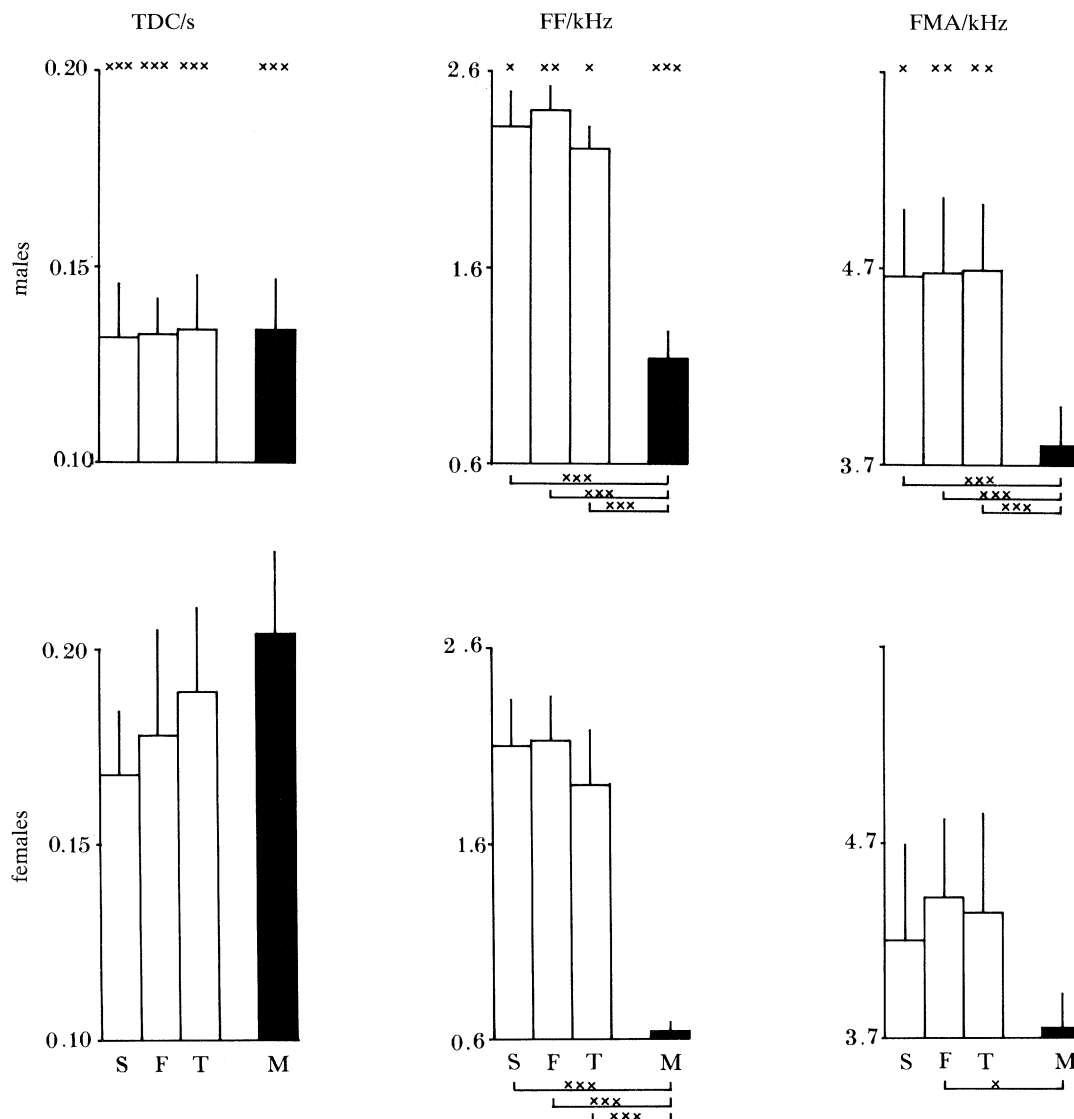 TDC/s FF/kHz FMA/kHz
××× ××× ××× ××× × ×× × ××× × ×× ××
0.20 2.6
males
0.15 1.6 4.7
0.10 0.6 3.7
××× ×××
××× ×××
××× ×××
0.20 2.6
females
0.15 1.6 4.7
0.10 0.6 3.7
S F T M S F T M S F T M
××× ×
×××
×××